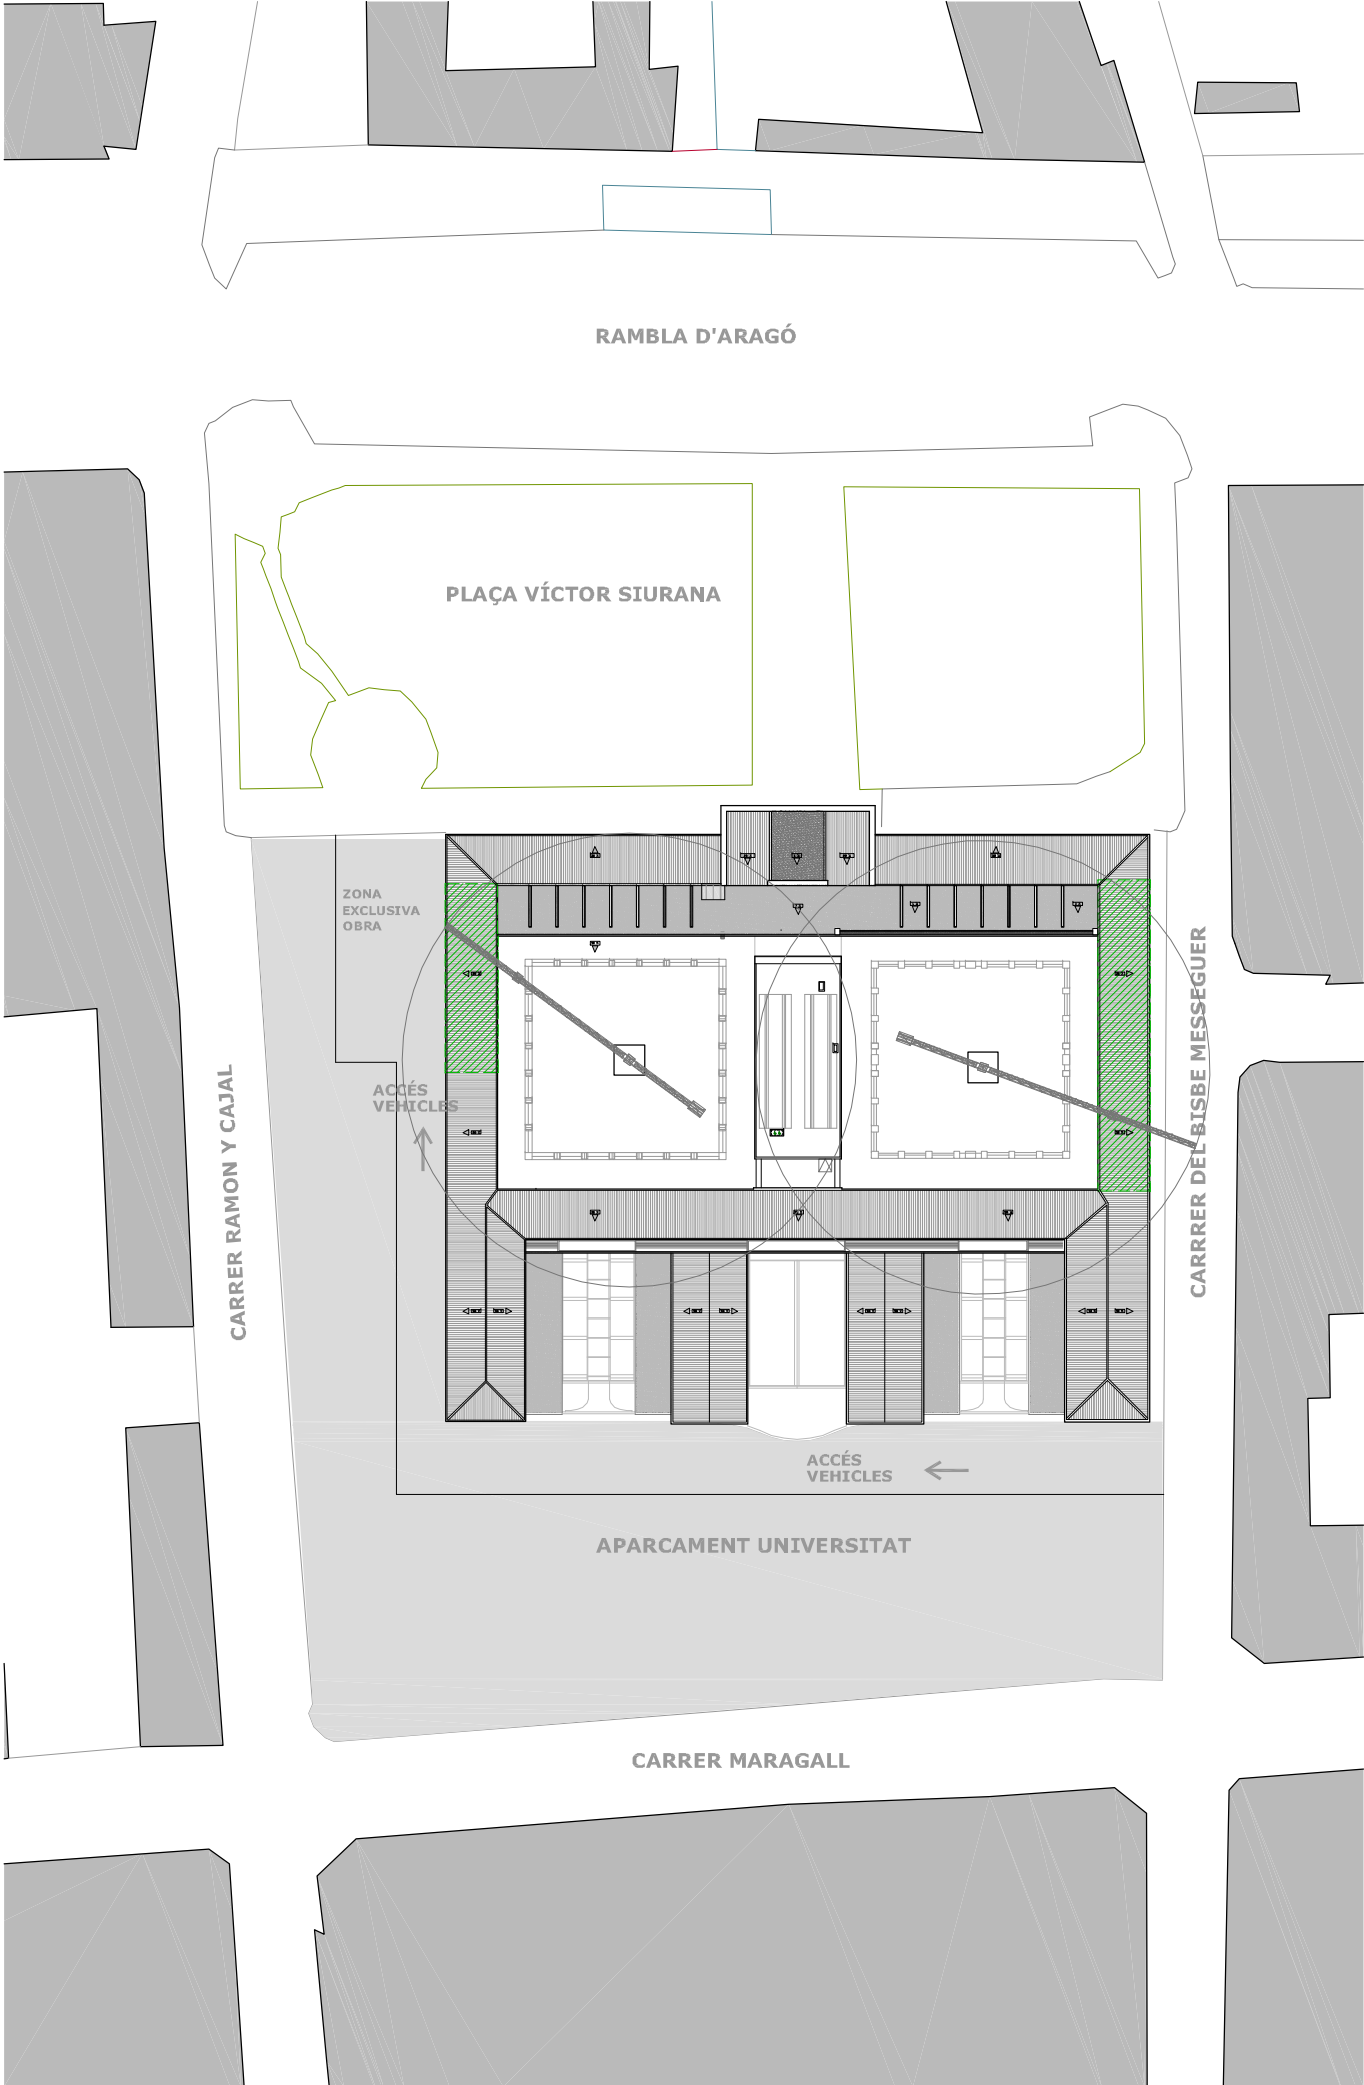 RAMBLA D'ARAGÓ
PLAÇA VÍCTOR SIURANA
ZONA
EXCLUSIVA
OBRA
ACCÉS
VEHICLES
CARRER RAMON Y CAJAL
CARRRER DEL BISBE MESSEGUER
ACCÉS
VEHICLES
APARCAMENT UNIVERSITAT
CARRER MARAGALL